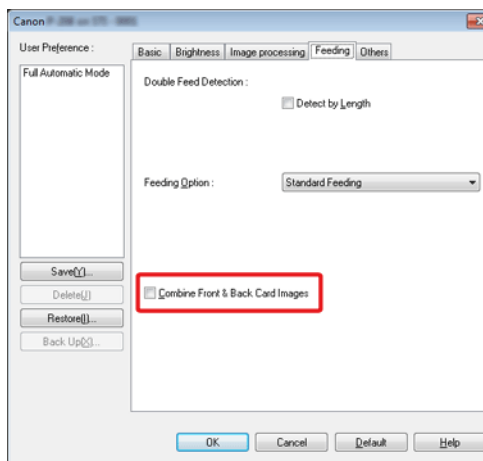 Canon
User Preference :
Full Automatic Mode
Save(Y)...
Delete(J)
Restore(I)...
Back Up(X)...
Basic Brightness Image processing Feeding Others
Double Feed Detection :
Detect by Length
Feeding Option : Standard Feeding
Combine Front & Back Card Images
OK Cancel Default Help